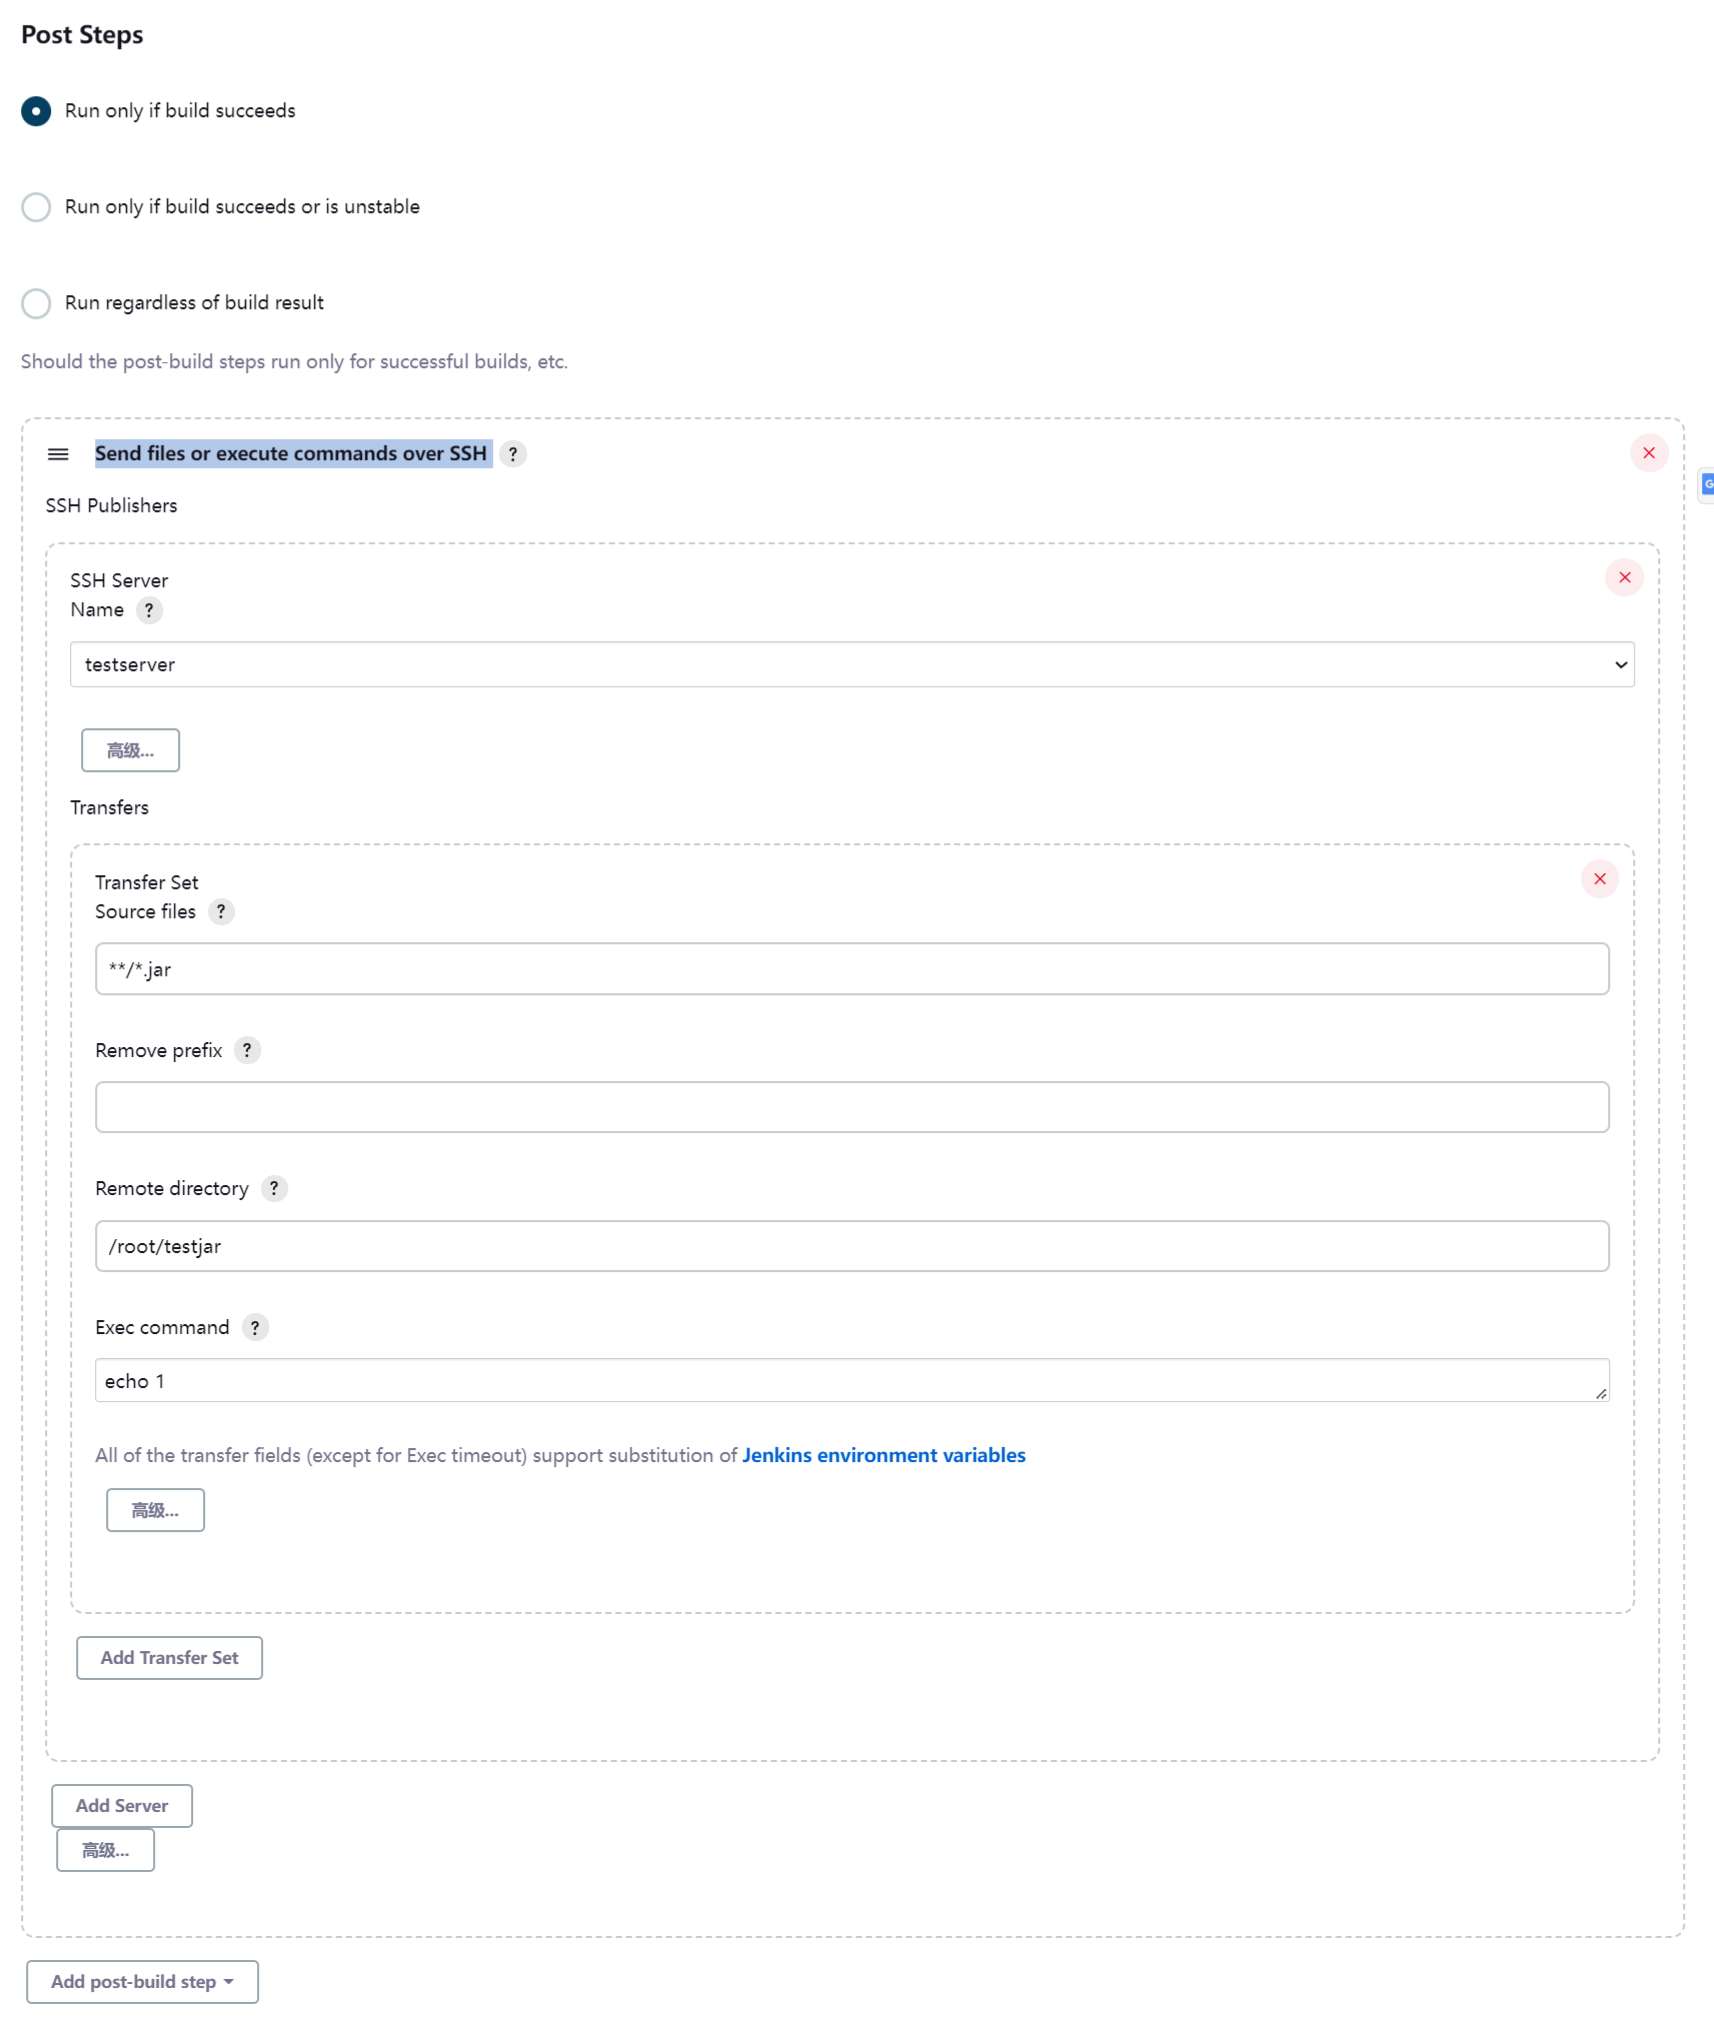 Post Steps
Run only if build succeeds
Run only if build succeeds or is unstable
Run regardless of build result
Should the post-build steps run only for successful builds, etc.
Send files or execute commands over SSH ?
SSH Publishers
SSH Server
Name ?
testserver
高级...
Transfers
Transfer Set
Source files ?
**/*.jar
Remove prefix ?
Remote directory ?
/root/testjar
Exec command ?
echo 1
All of the transfer fields (except for Exec timeout) support substitution of Jenkins environment variables
高级...
Add Transfer Set
Add Server
高级...
Add post-build step